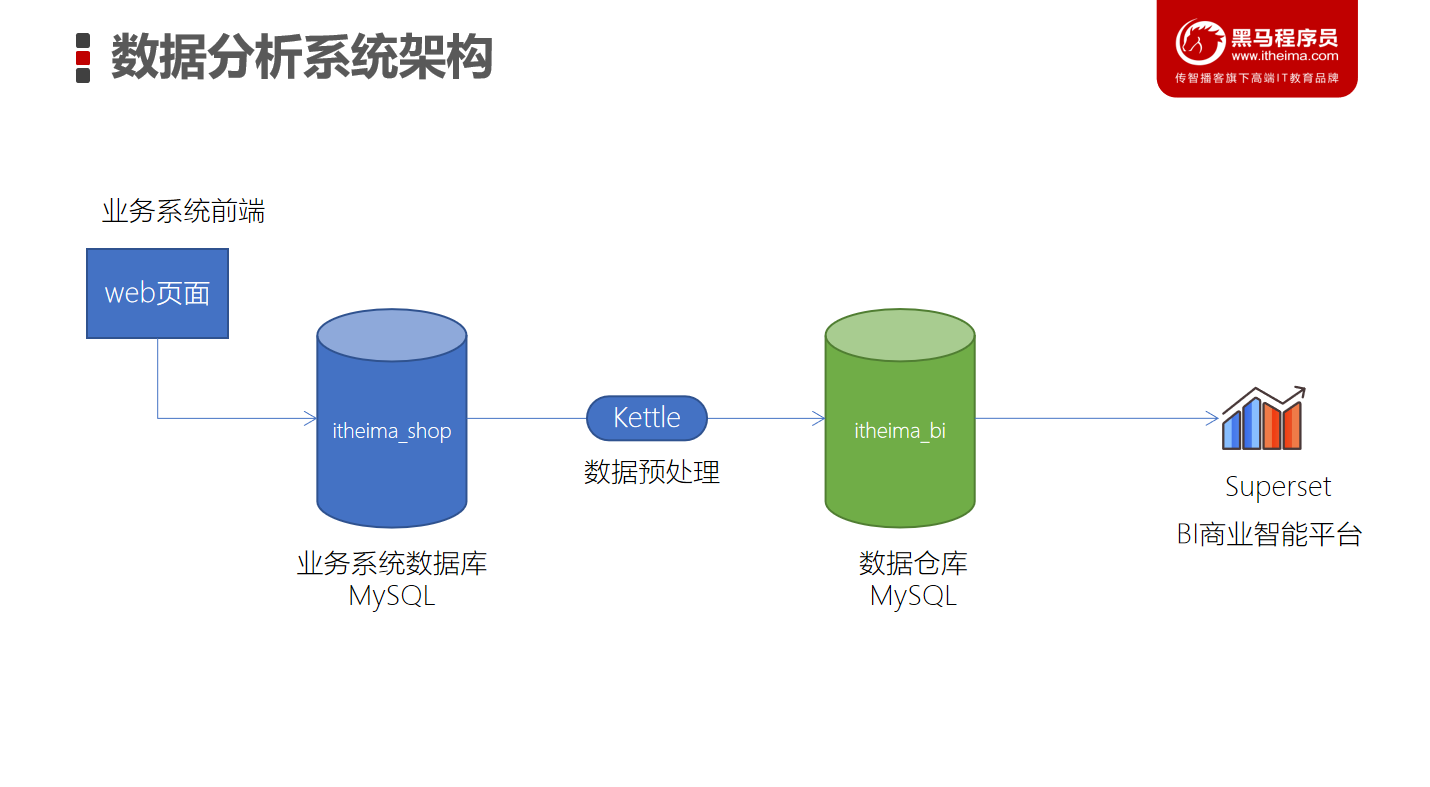 数据分析系统架构
黑马程序员
www.itheima.com
传智播客旗下高端IT教育品牌
业务系统前端
web页面
itheima_shop
业务系统数据库
MySQL
Kettle
数据预处理
itheima_bi
数据仓库
MySQL
Superset
BI商业智能平台